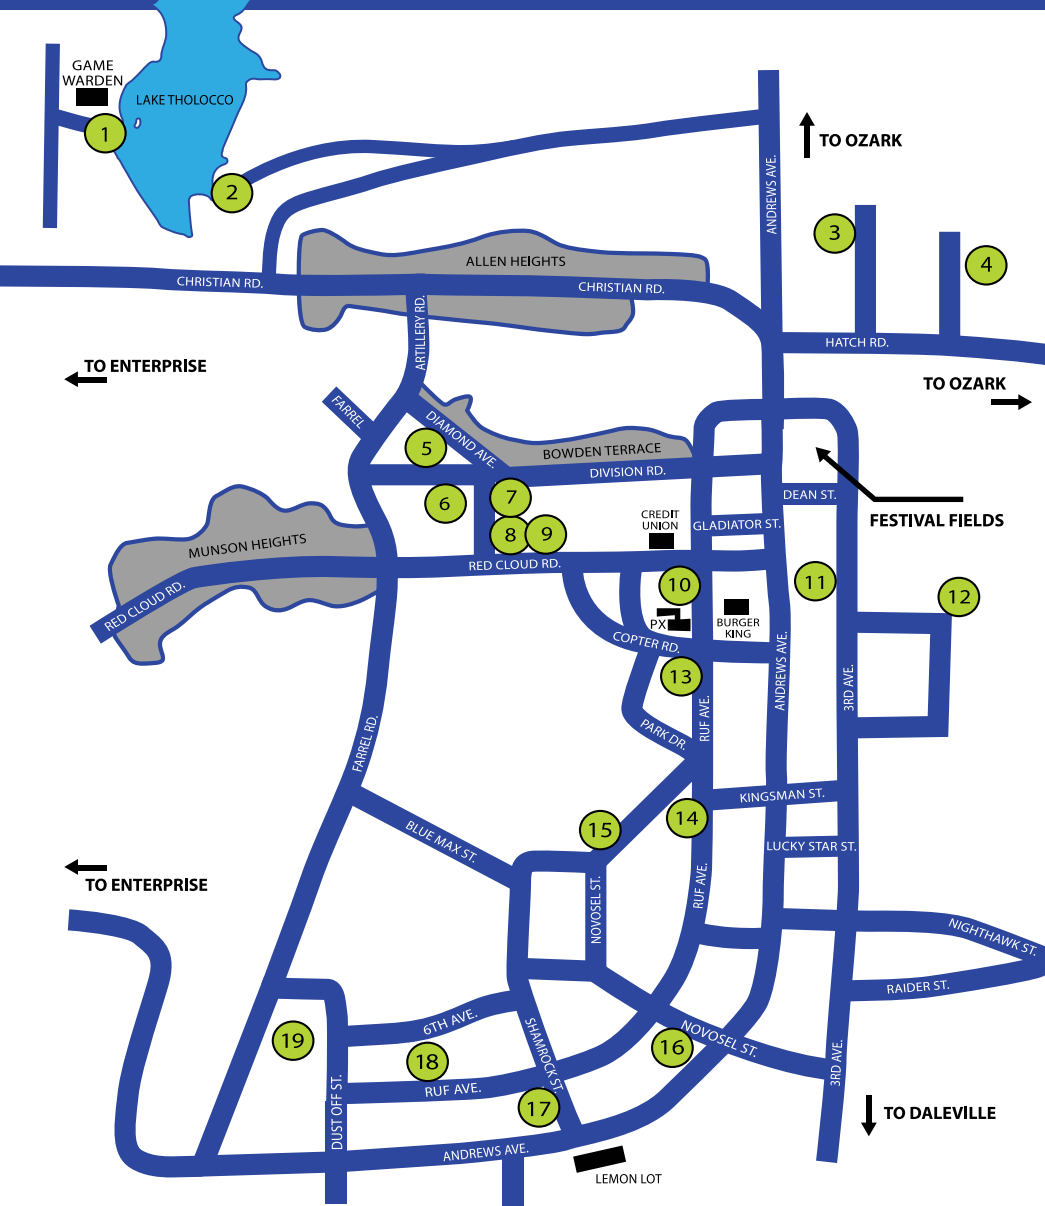 GAME
WARDEN
LAKE THOLOCCO
1
2
TO OZARK
ANDREWS AVE.
3
4
ALLEN HEIGHTS
CHRISTIAN RD.
CHRISTIAN RD.
ARTILLERY RD.
HATCH RD.
TO ENTERPRISE
TO OZARK
FARREL
DIAMOND AVE.
5
BOWDEN TERRACE
DIVISION RD.
6
7
DEAN ST.
FESTIVAL FIELDS
CREDIT
UNION
GLADIATOR ST.
8
9
MUNSON HEIGHTS
RED CLOUD RD.
RED CLOUD RD.
10
11
12
PX
BURGER
KING
COPTER RD.
ANDREWS AVE.
13
3RD AVE.
RUF AVE.
PARK DR.
FARREL RD.
KINGSMAN ST.
14
15
BLUE MAX ST.
LUCKY STAR ST.
TO ENTERPRISE
RUF AVE.
NOVOSEL ST.
NIGHTHAWK ST.
RAIDER ST.
6TH AVE.
SHAMROCK ST.
NOVOSEL ST.
16
19
18
3RD AVE.
RUF AVE.
17
DUST OFF ST.
TO DALEVILLE
ANDREWS AVE.
LEMON LOT